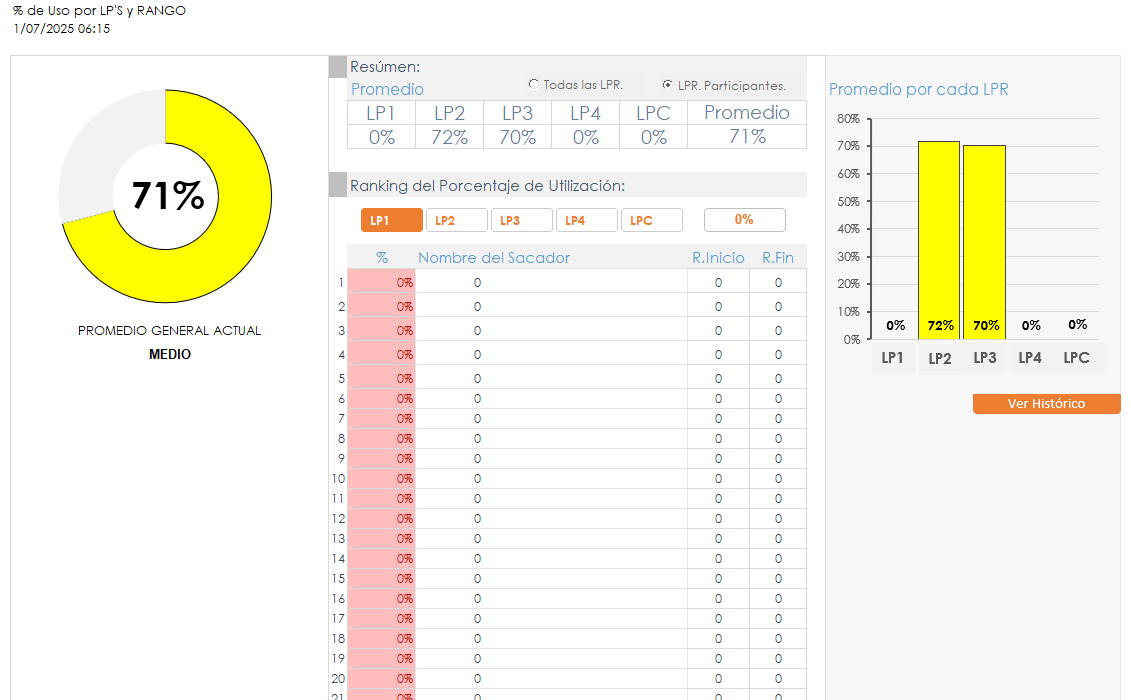 % de Uso por LP'S y RANGO
1/07/2025 06:15
71%
PROMEDIO GENERAL ACTUAL
MEDIO
Resúmen:
Promedio
Todas las LPR.
LPR. Participantes.
LP1 LP2 LP3 LP4 LPC Promedio
0% 72% 70% 0% 0% 71%
Ranking del Porcentaje de Utilización:
LP1 LP2 LP3 LP4 LPC 0%
% Nombre del Sacador R.Inicio R.Fin
1 0% 0 0 0
2 0% 0 0 0
3 0% 0 0 0
4 0% 0 0 0
5 0% 0 0 0
6 0% 0 0 0
7 0% 0 0 0
8 0% 0 0 0
9 0% 0 0 0
10 0% 0 0 0
11 0% 0 0 0
12 0% 0 0 0
13 0% 0 0 0
14 0% 0 0 0
15 0% 0 0 0
16 0% 0 0 0
17 0% 0 0 0
18 0% 0 0 0
19 0% 0 0 0
20 0% 0 0 0
21 0% 0 0 0
Promedio por cada LPR
80%
70%
60%
50%
40%
30%
20%
10%
0%
0% 72% 70% 0% 0%
LP1 LP2 LP3 LP4 LPC
Ver Histórico